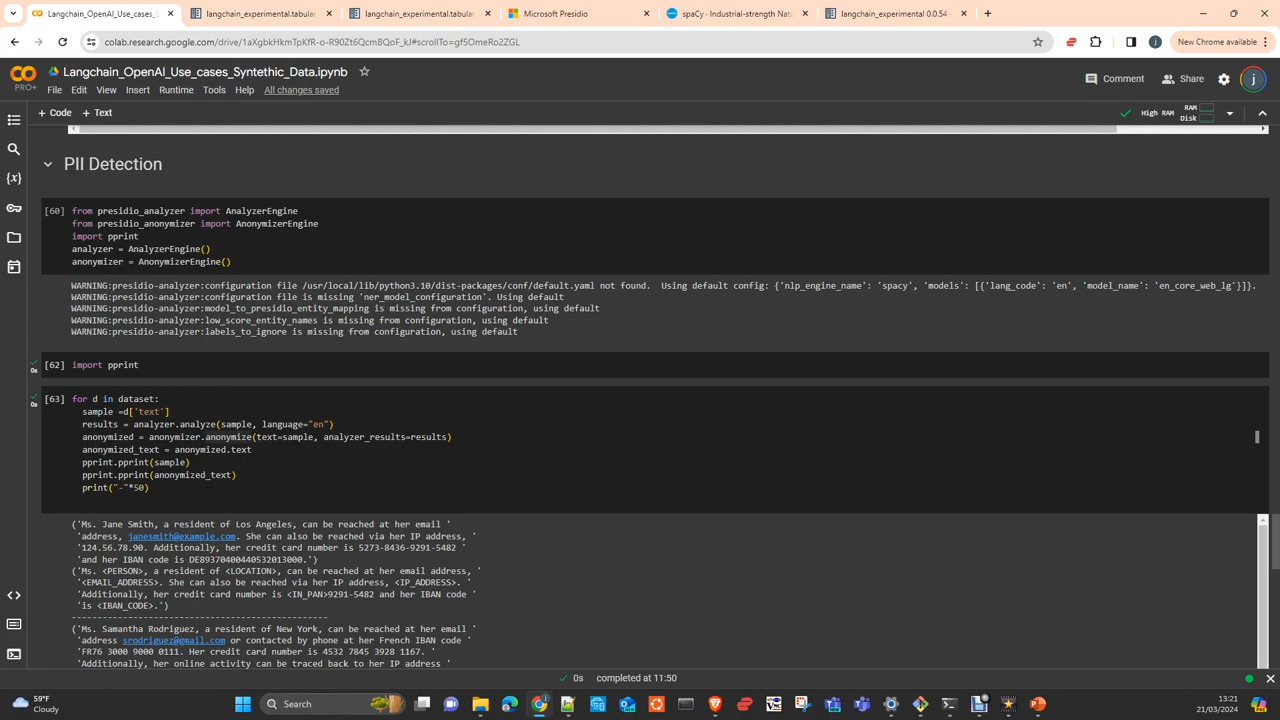 Langchain_OpenAI_Use_cases_S
langchain_experimental.tabular
langchain_experimental.tabular
Microsoft Presidio
spaCy · Industrial-strength Natu
langchain_experimental 0.0.54
colab.research.google.com/drive/1aXgbkHkmTpKfR-o-R90Zt6QcmBQoF_kJ#scrollTo=gf5OmeRo2ZGL
New Chrome available
Langchain_OpenAI_Use_cases_Syntethic_Data.ipynb
PRO+
File Edit View Insert Runtime Tools Help All changes saved
Comment
Share
j
+ Code + Text
High RAM
RAM
Disk
PII Detection
[60] from presidio_analyzer import AnalyzerEngine
from presidio_anonymizer import AnonymizerEngine
import pprint
analyzer = AnalyzerEngine()
anonymizer = AnonymizerEngine()
WARNING:presidio-analyzer:configuration file /usr/local/lib/python3.10/dist-packages/conf/default.yaml not found.  Using default config: {'nlp_engine_name': 'spacy', 'models': [{'lang_code': 'en', 'model_name': 'en_core_web_lg'}]}.
WARNING:presidio-analyzer:configuration file is missing 'ner_model_configuration'. Using default
WARNING:presidio-analyzer:model_to_presidio_entity_mapping is missing from configuration, using default
WARNING:presidio-analyzer:low_score_entity_names is missing from configuration, using default
WARNING:presidio-analyzer:labels_to_ignore is missing from configuration, using default
[62] import pprint
0s
[63] for d in dataset:
0s
sample =d['text']
results = analyzer.analyze(sample, language="en")
anonymized = anonymizer.anonymize(text=sample, analyzer_results=results)
anonymized_text = anonymized.text
pprint.pprint(sample)
pprint.pprint(anonymized_text)
print("-"*50)
('Ms. Jane Smith, a resident of Los Angeles, can be reached at her email '
'address, janesmith@example.com. She can also be reached via her IP address, '
'124.56.78.90. Additionally, her credit card number is 5273-8436-9291-5482 '
'and her IBAN code is DE89370400440532013000.')
('Ms. <PERSON>, a resident of <LOCATION>, can be reached at her email address, '
'<EMAIL_ADDRESS>. She can also be reached via her IP address, <IP_ADDRESS>. '
'Additionally, her credit card number is <IN_PAN>9291-5482 and her IBAN code '
'is <IBAN_CODE>.')
--------------------------------------------------
('Ms. Samantha Rodriguez, a resident of New York, can be reached at her email '
'address srodriguez@gmail.com or contacted by phone at her French IBAN code '
'FR76 3000 9000 0111. Her credit card number is 4532 7845 3928 1167. '
'Additionally, her online activity can be traced back to her IP address '
0s completed at 11:50
59°F
Cloudy
Search
13:21
21/03/2024